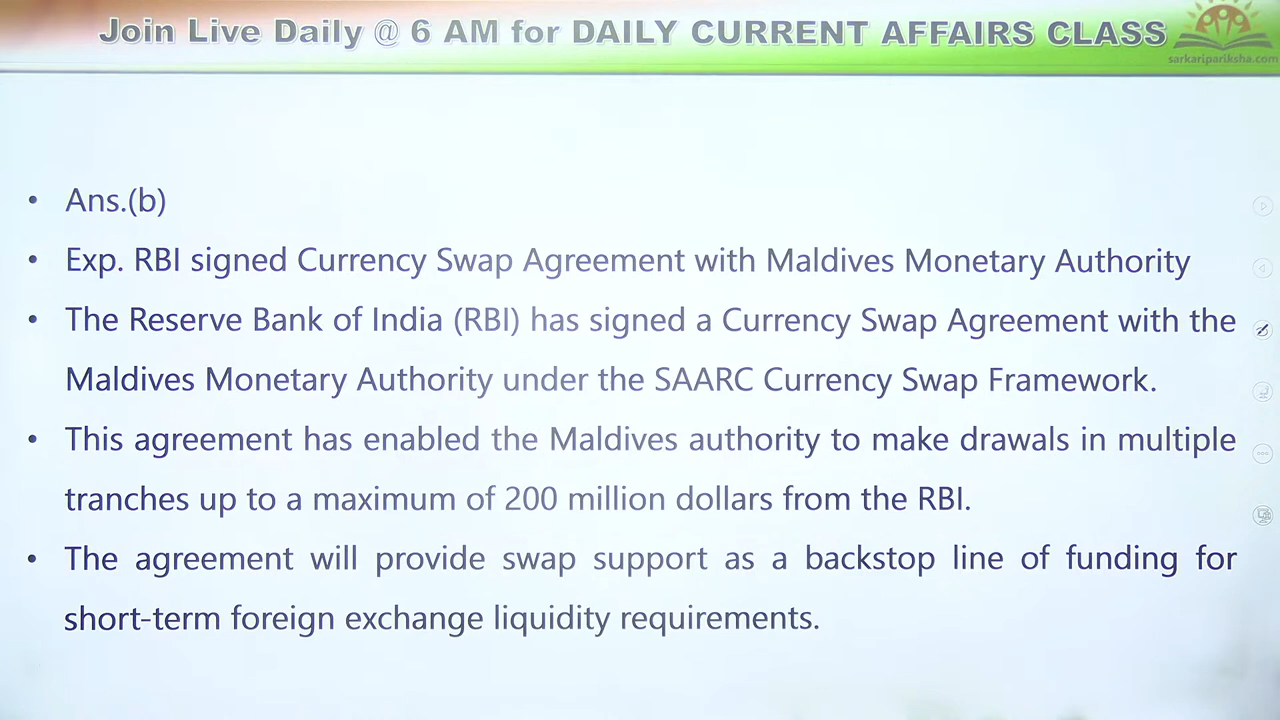 Join Live Daily @ 6 AM for DAILY CURRENT AFFAIRS CLASS
sarkaripariksha.com
• Ans.(b)
• Exp. RBI signed Currency Swap Agreement with Maldives Monetary Authority
• The Reserve Bank of India (RBI) has signed a Currency Swap Agreement with the
Maldives Monetary Authority under the SAARC Currency Swap Framework.
• This agreement has enabled the Maldives authority to make drawals in multiple
tranches up to a maximum of 200 million dollars from the RBI.
• The agreement will provide swap support as a backstop line of funding for
short-term foreign exchange liquidity requirements.